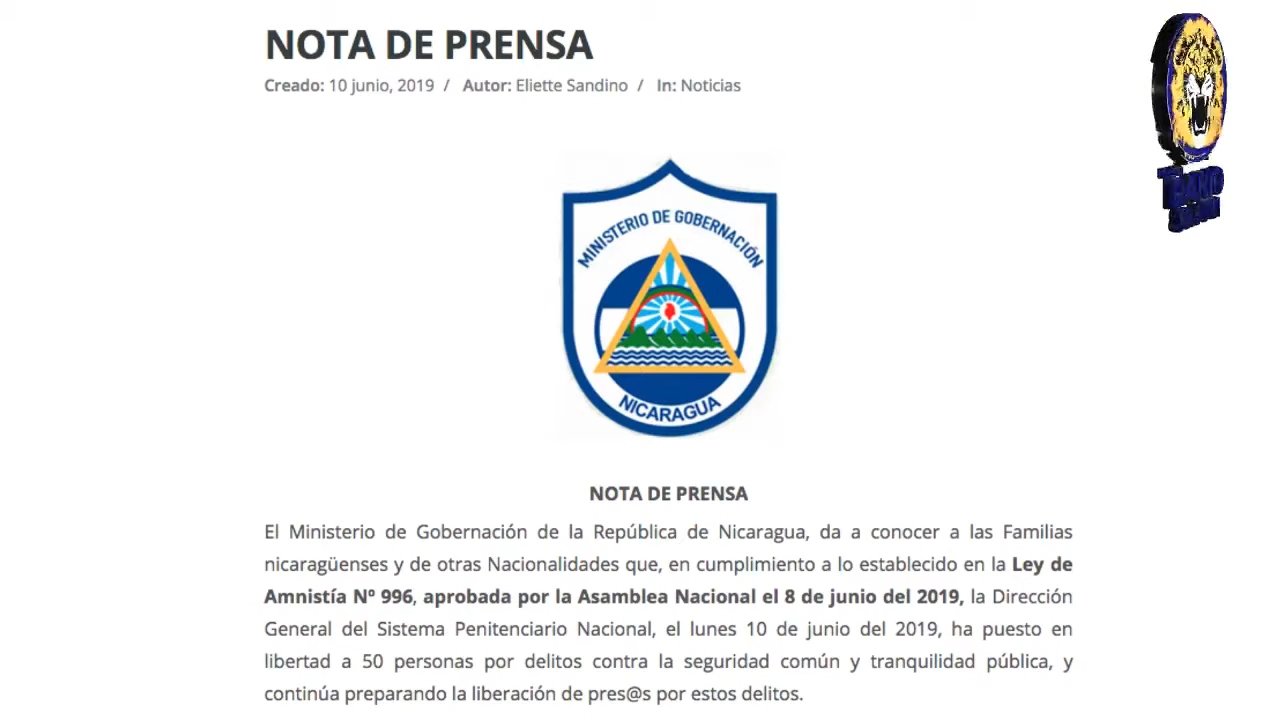 NOTA DE PRENSA
Creado: 10 junio, 2019 / Autor: Eliette Sandino / In: Noticias
MINISTERIO DE GOBERNACIÓN
NICARAGUA
NOTA DE PRENSA
El Ministerio de Gobernación de la República de Nicaragua, da a conocer a las Familias
nicaragüenses y de otras Nacionalidades que, en cumplimiento a lo establecido en la Ley de
Amnistía Nº 996, aprobada por la Asamblea Nacional el 8 de junio del 2019, la Dirección
General del Sistema Penitenciario Nacional, el lunes 10 de junio del 2019, ha puesto en
libertad a 50 personas por delitos contra la seguridad común y tranquilidad pública, y
continúa preparando la liberación de pres@s por estos delitos.